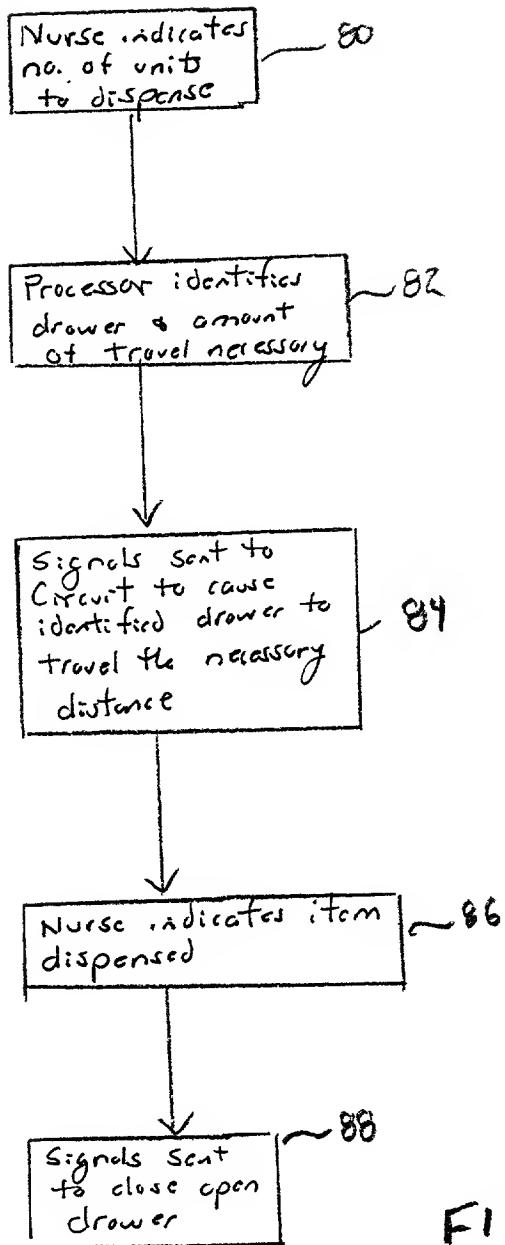 Nurse indicates
no. of units
to dispense
80
Processor identifies
drawer & amount
of travel necessary
82
Signals sent to
Circuit to cause
identified drawer to
travel the necessary
distance
84
Nurse indicates item
dispensed
86
Signals sent
to close open
drawer
88
FI